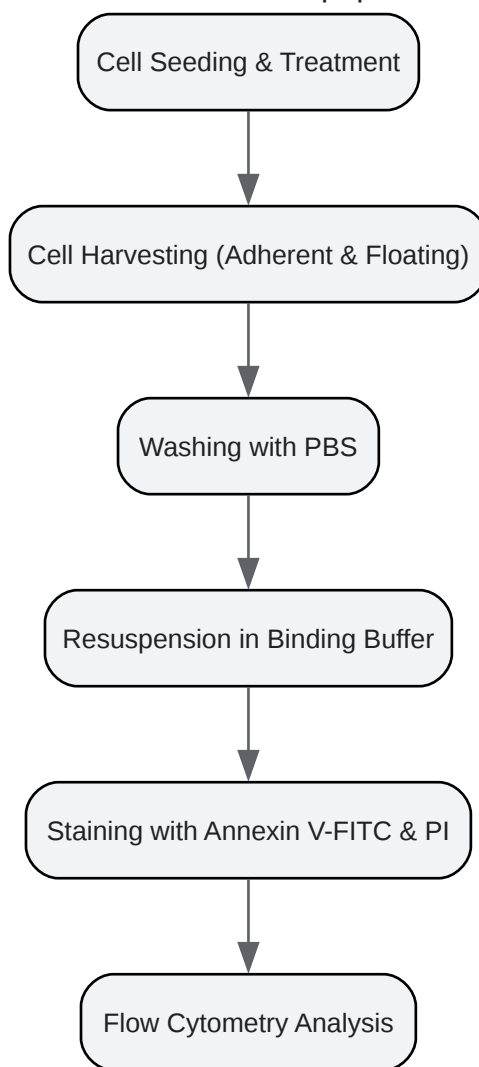 Cell Seeding & Treatment
Cell Harvesting (Adherent & Floating)
Washing with PBS
Resuspension in Binding Buffer
Staining with Annexin V-FITC & PI
Flow Cytometry Analysis